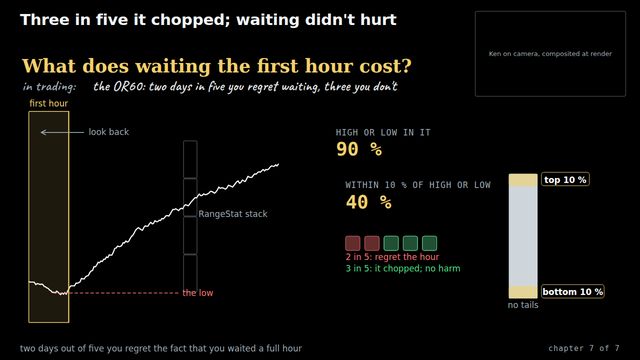 Three in five it chopped; waiting didn't hurt
Ken on camera, composited at render
What does waiting the first hour cost?
in trading: the OR60: two days in five you regret waiting, three you don't
first hour
look back
HIGH OR LOW IN IT
90 %
WITHIN 10 % OF HIGH OR LOW
40 %
top 10 %
RangeStat stack
2 in 5: regret the hour
3 in 5: it chopped; no harm
the low
bottom 10 %
no tails
two days out of five you regret the fact that you waited a full hour
chapter 7 of 7